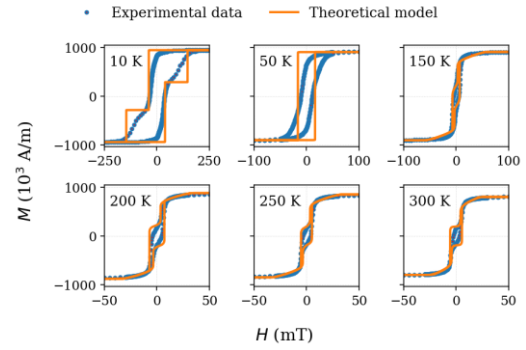 Experimental data Theoretical model
1000
0
−1000
10 K
50 K
150 K
−250 0 250
−100 0 100
−100 0 100
M (10³ A/m)
1000
0
−1000
200 K
250 K
300 K
−50 0 50
−50 0 50
−50 0 50
H (mT)